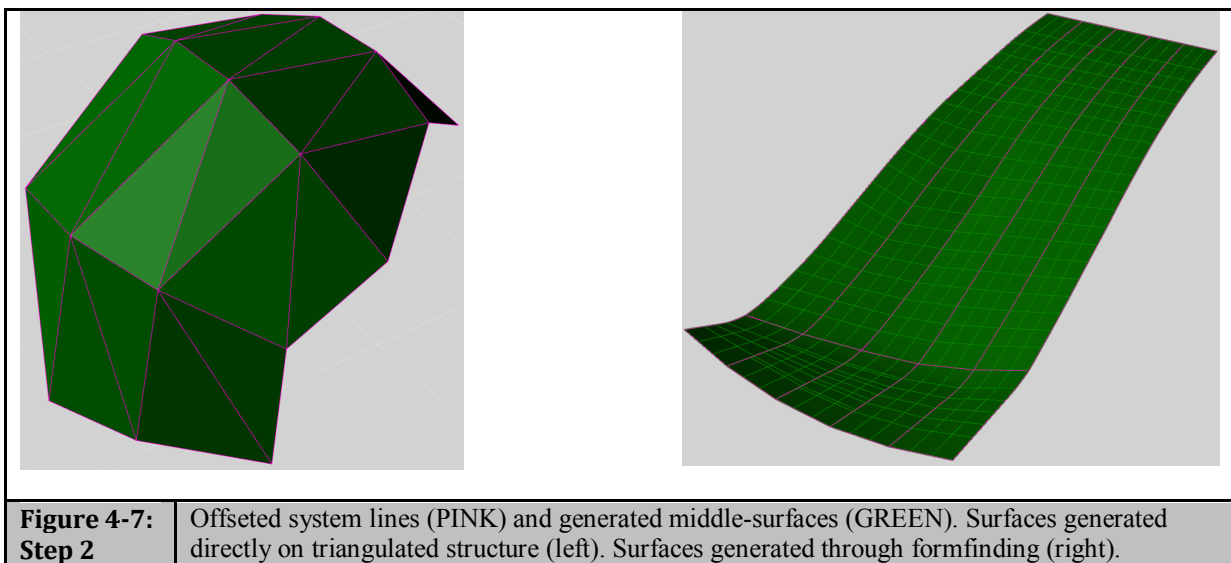 Figure 4-7:
Step 2
Offseted system lines (PINK) and generated middle-surfaces (GREEN). Surfaces generated
directly on triangulated structure (left). Surfaces generated through formfinding (right).